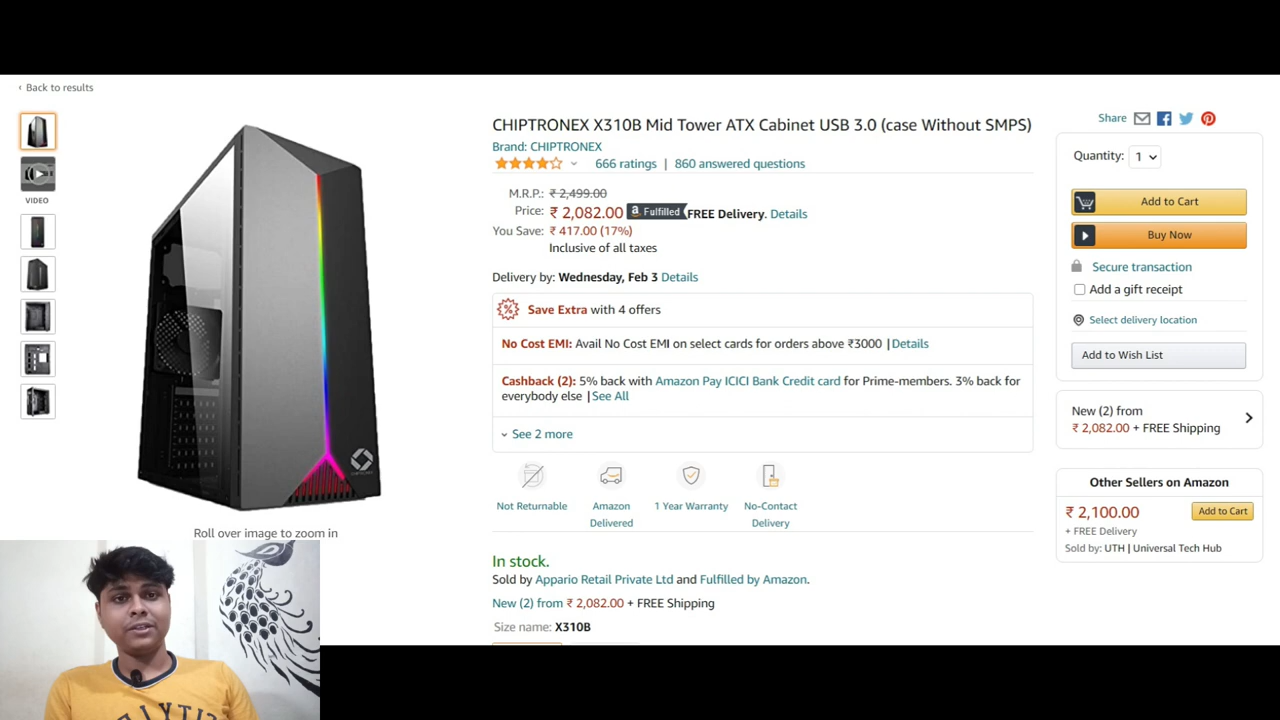 ‹ Back to results
VIDEO
Roll over image to zoom in
CHIPTRONEX X310B Mid Tower ATX Cabinet USB 3.0 (case Without SMPS)
Brand: CHIPTRONEX
666 ratings | 860 answered questions
M.R.P.: ₹ 2,499.00
Price: ₹ 2,082.00 a Fulfilled FREE Delivery. Details
You Save: ₹ 417.00 (17%)
Inclusive of all taxes
Delivery by: Wednesday, Feb 3 Details
Save Extra with 4 offers
No Cost EMI: Avail No Cost EMI on select cards for orders above ₹3000 | Details
Cashback (2): 5% back with Amazon Pay ICICI Bank Credit card for Prime-members. 3% back for
everybody else | See All
See 2 more
Not Returnable
Amazon
Delivered
1 Year Warranty
No-Contact
Delivery
In stock.
Sold by Appario Retail Private Ltd and Fulfilled by Amazon.
New (2) from ₹ 2,082.00 + FREE Shipping
Size name: X310B
Share
Quantity: 1
Add to Cart
Buy Now
Secure transaction
Add a gift receipt
Select delivery location
Add to Wish List
New (2) from
₹ 2,082.00 + FREE Shipping
Other Sellers on Amazon
₹ 2,100.00 Add to Cart
+ FREE Delivery
Sold by: UTH | Universal Tech Hub